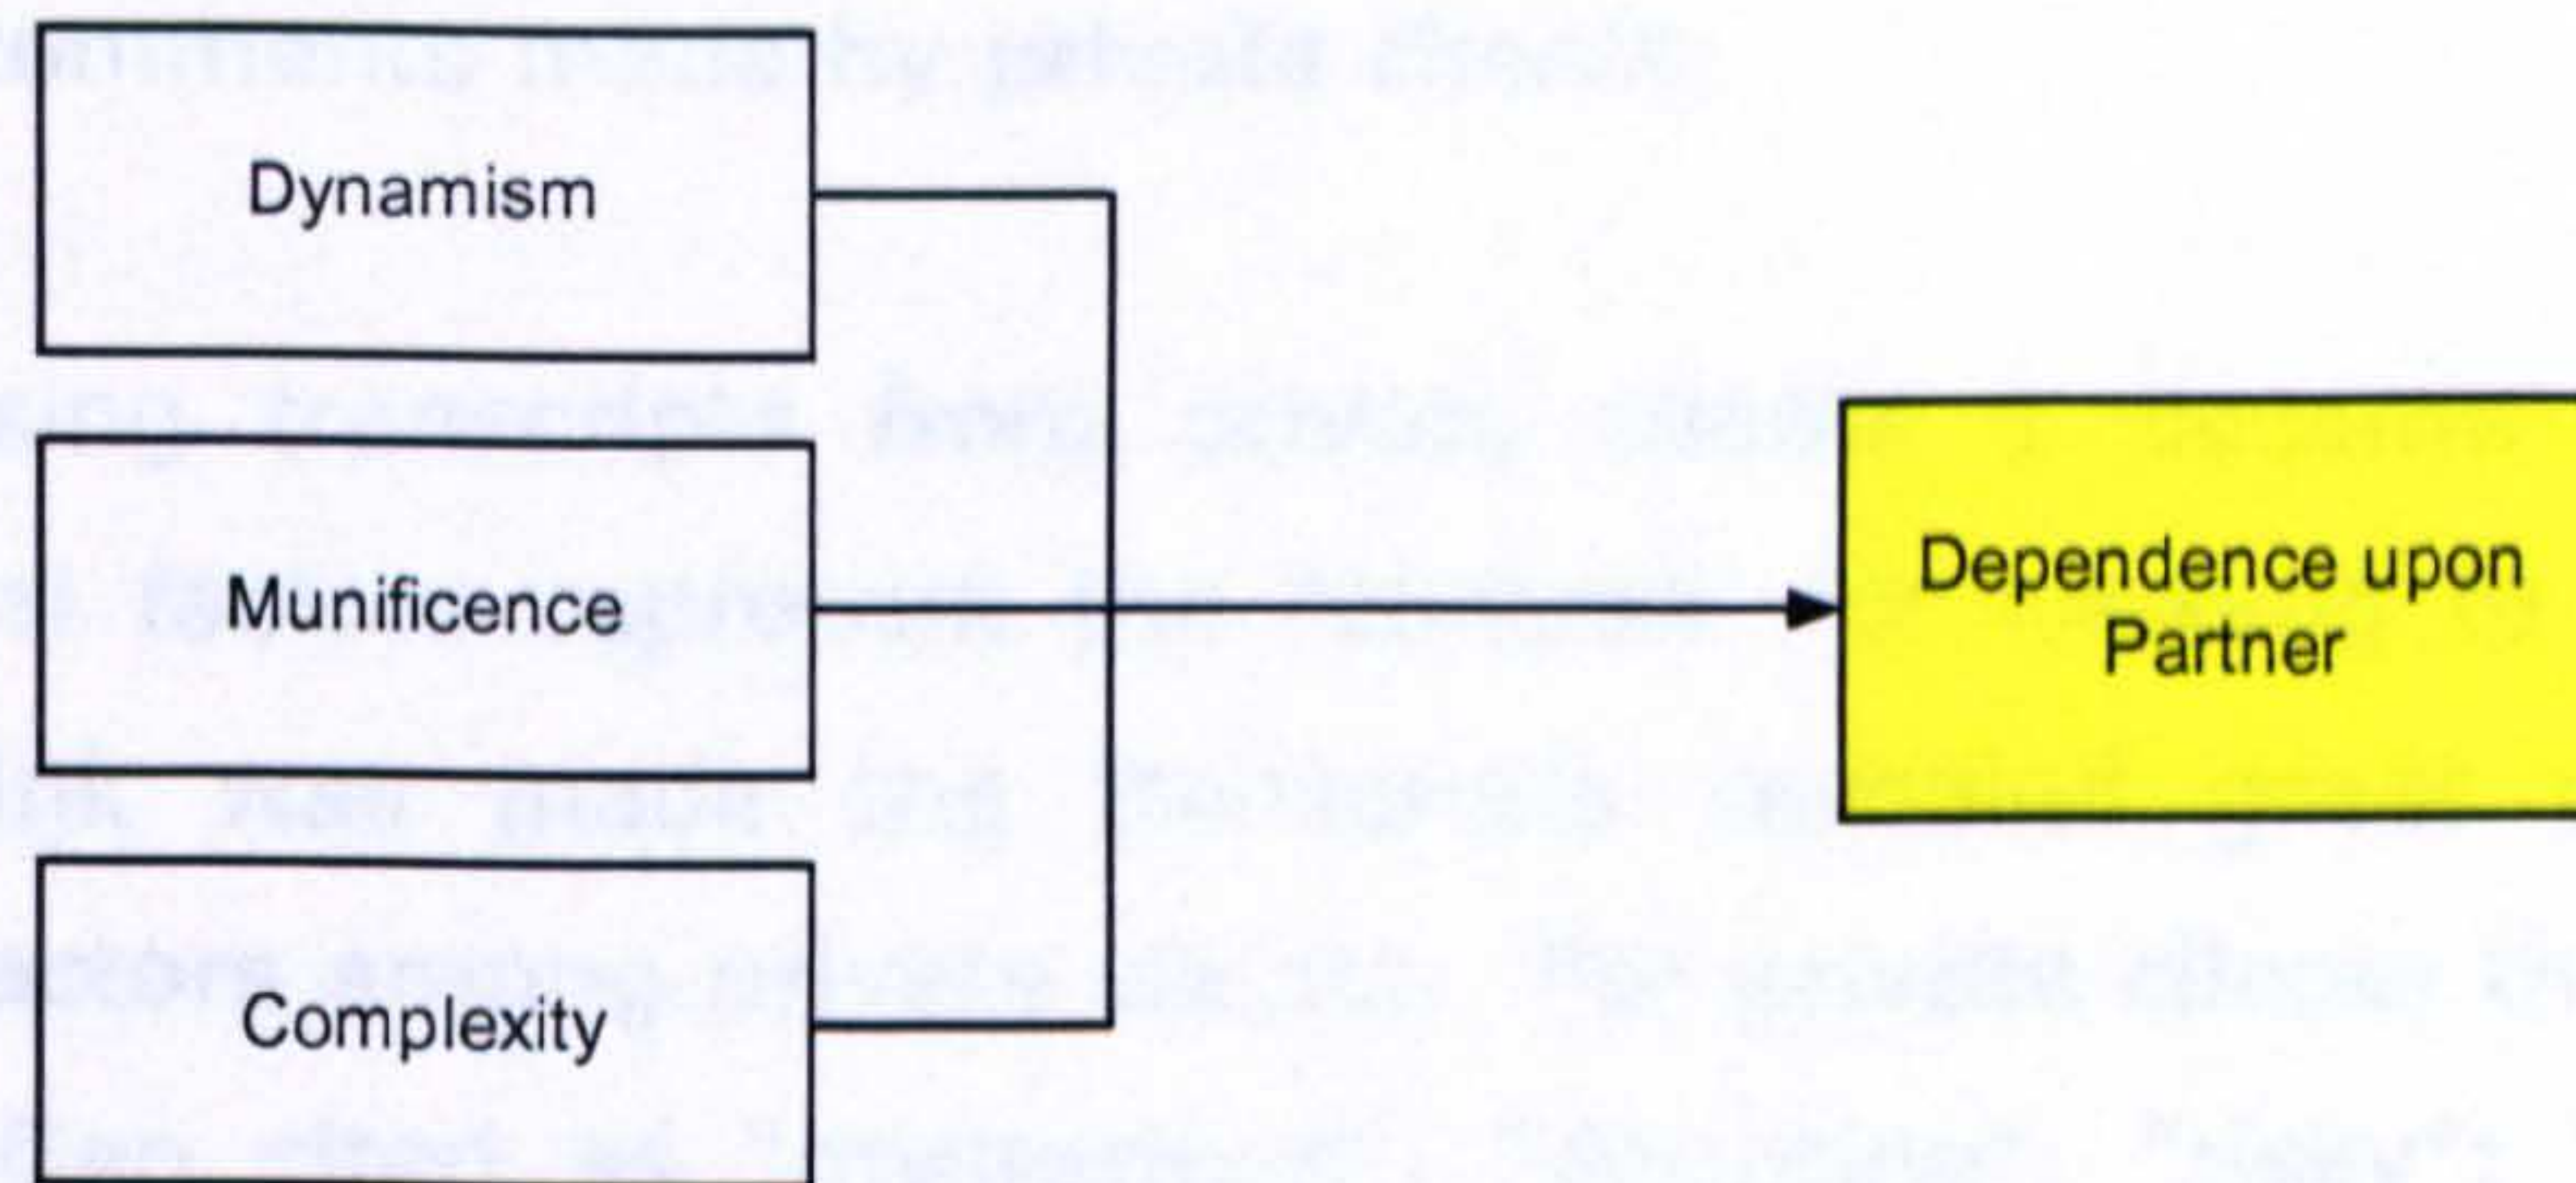 Dynamism
Munificence
Dependence upon
Partner
Complexity